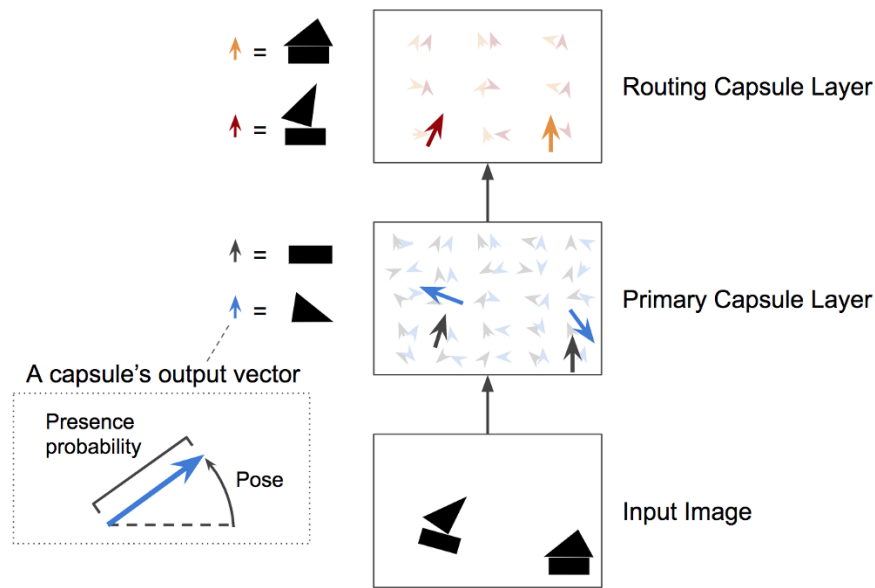 =
=
Routing Capsule Layer
=
=
Primary Capsule Layer
A capsule's output vector
Presence
probability
Pose
Input Image